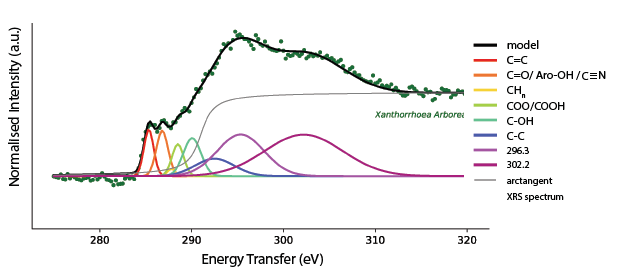 Normalised Intensity (a.u.)
model
C=C
C=O/ Aro-OH /C≡N
CHn
COO/COOH
C-OH
C-C
296.3
302.2
arctangent
XRS spectrum
Xanthorrhoea Arborea
280
290
300
310
320
Energy Transfer (eV)